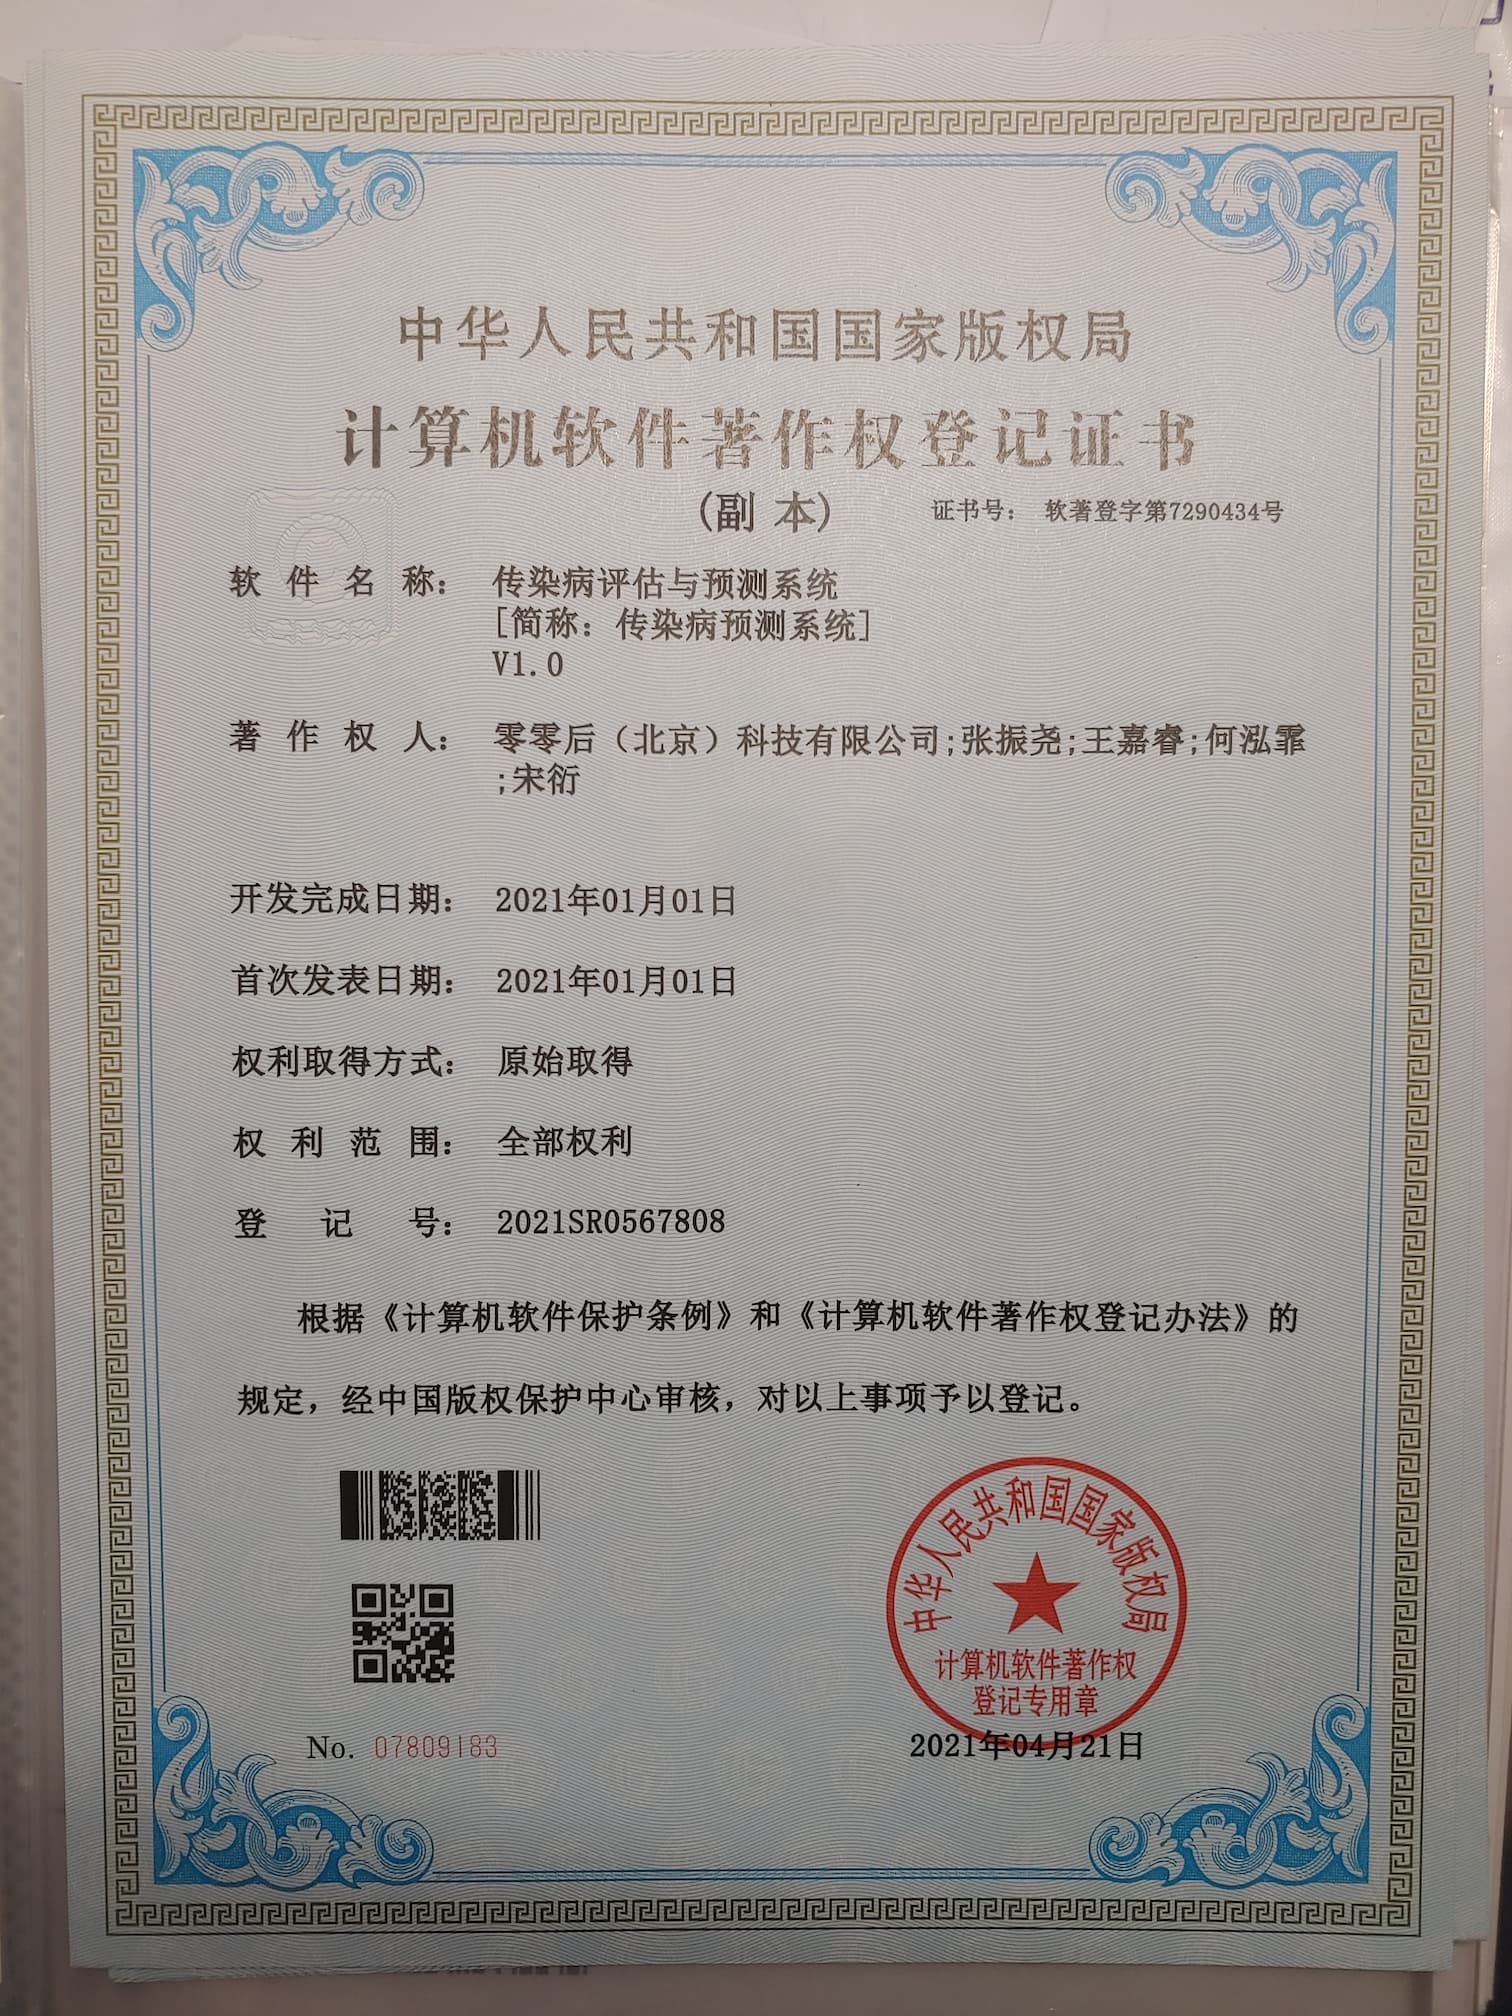 中华人民共和国国家版权局
计算机软件著作权登记证书
(副 本)
证书号： 软著登字第7290434号
软件名称： 传染病评估与预测系统
[简称：传染病预测系统]
V1.0
著作权人： 零零后（北京）科技有限公司;张振尧;王嘉睿;何泓霏
;宋衍
开发完成日期： 2021年01月01日
首次发表日期： 2021年01月01日
权利取得方式： 原始取得
权利范围： 全部权利
登记号： 2021SR0567808
根据《计算机软件保护条例》和《计算机软件著作权登记办法》的
规定，经中国版权保护中心审核，对以上事项予以登记。
中华人民共和国国家版权局
计算机软件著作权
登记专用章
No. 07809183
2021年04月21日